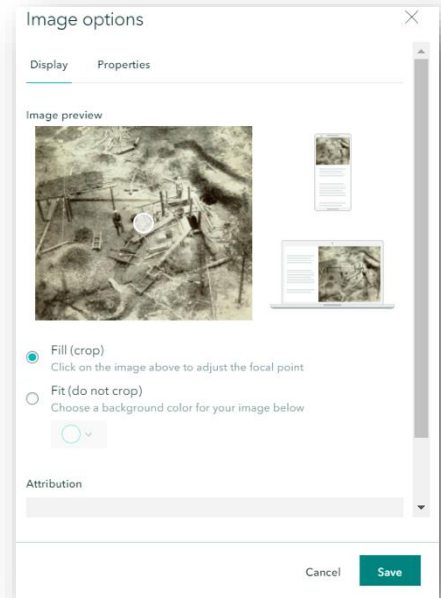 Image options
Display Properties
Image preview
Fill (crop)
Click on the image above to adjust the focal point
Fit (do not crop)
Choose a background color for your image below
Attribution
Cancel Save